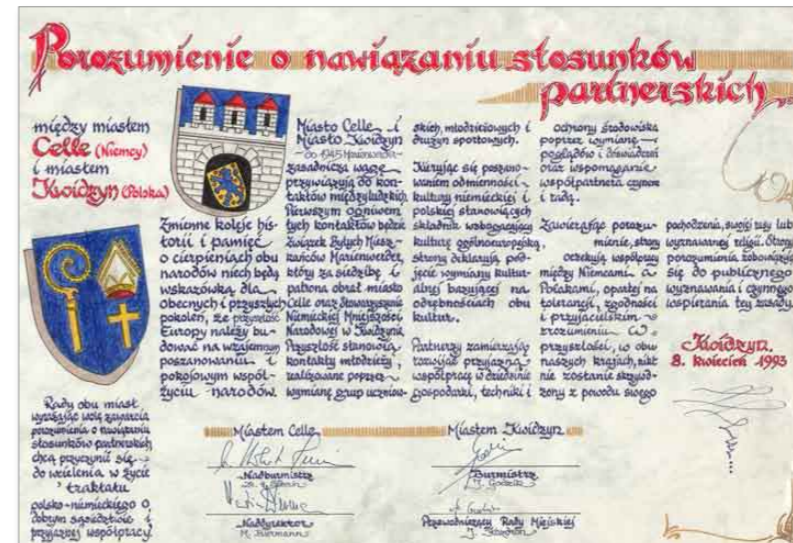 Porozumienie o nawiązaniu stosunków
partnerskich
między miastem
Celle (Niemcy)
i miastem
Kwidzyn (Polska)
Zmienne koleje his-
torii i pamięć
o cierpieniach obu
narodów niech będą
wskazówką dla
obecnych i przyszłych
pokoleń, że przyszłość
Europy należy bu-
dować na wzajemnym
poszanowaniu i
pokojowym współ-
życiu narodów.
Rady obu miast
wyrażając wolę zawarcia
porozumienia o nawiązaniu
stosunków partnerskich
chcą przyczynić się
do wcielenia w życie
traktatu
polsko-niemieckiego o
dobrym sąsiedztwie i
przyjaznej współpracy.
Miasto Celle i
Miasto Kwidzyn
- do 1945 Marienwerder -
zasadniczą wagę
przywiązują do kon-
taktów międzyludzkich.
Pierwszym ogniwem
tych kontaktów będzie
Związek Byłych Miesz-
kańców Marienwerder,
który za siedzibę i
patrona obrał miasto
Celle oraz Stowarzyszenie
Niemieckiej Mniejszości
Narodowej w Kwidzynie.
Przyszłość stanowią
kontakty młodzieży,
realizowane poprzez
wymianę grup uczniow-
skich, młodzieżowych i
drużyn sportowych.
Kierując się poszano-
waniem odmienności
kultury niemieckiej i
polskiej stanowiących
składnik wzbogacający
kulturę ogólnoeuropejską,
strony deklarują pod-
jęcie wymiany kultur-
alnej bazującej na
odrębnościach obu
kultur.
Partnerzy zamierzają
rozwijać przyjazną
współpracę w dziedzinie
gospodarki, techniki i
ochrony środowiska
poprzez wymianę
poglądów i doświadczeń
oraz wspomaganie
współpartnera czynem
i radą.
Zawierając porozu-
mienie, strony
oczekują współpracy
między Niemcami a
Polakami, opartej na
tolerancji, zgodności
i przyjacielskim
zrozumieniu. W
przyszłości, w obu
naszych krajach, nikt
nie zostanie skrzyw-
dzony z powodu swego
pochodzenia, swojej rasy lub
wyznawanej religii. Strony
porozumienia zobowiązują
się do publicznego
wyznawania i czynnego
wspierania tej zasady.
Kwidzyn,
8. kwiecień 1993
Miastem Celle
Miastem Kwidzyn
Nadburmistrz
Burmistrz
Naddyrektor
M. Biermann
Przewodniczący Rady Miejskiej